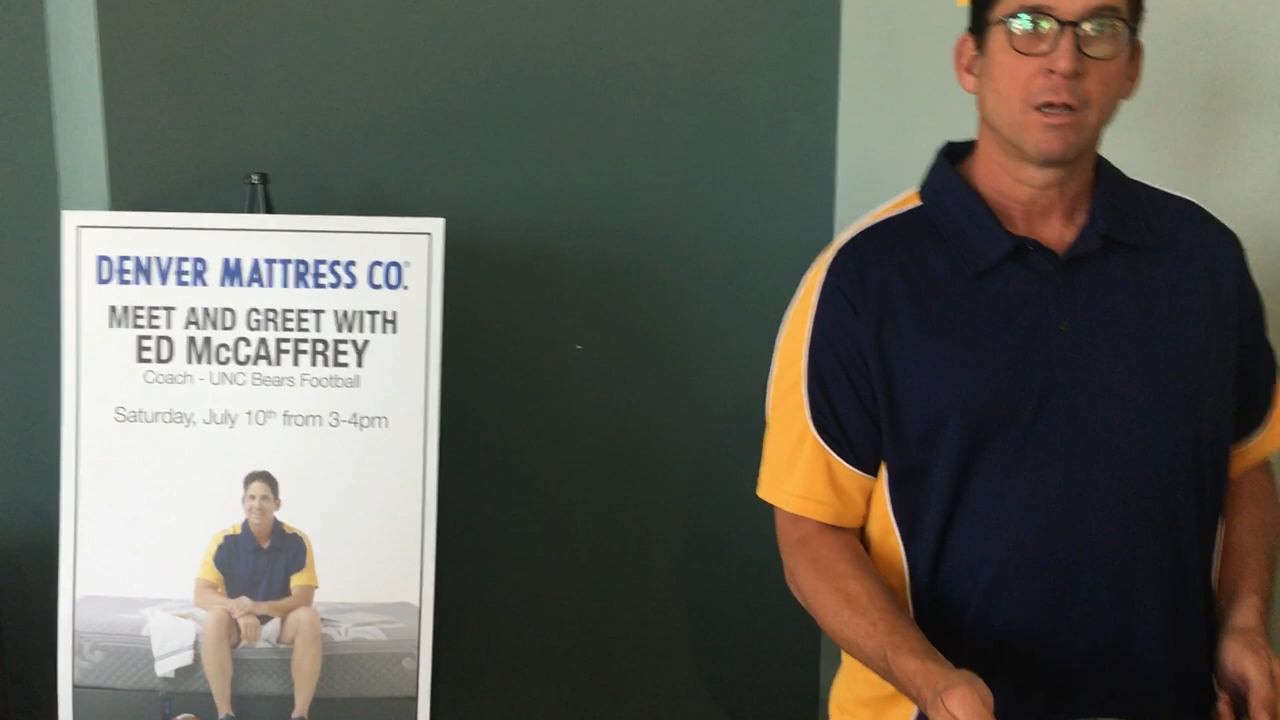 DENVER MATTRESS CO.®
MEET AND GREET WITH
ED McCAFFREY
Coach - UNC Bears Football
Saturday, July 10th from 3-4pm